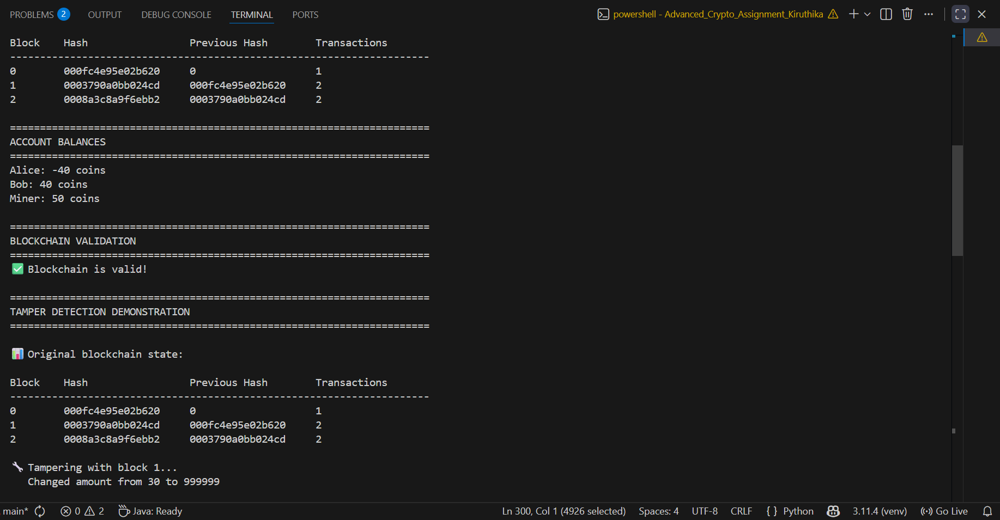 PROBLEMS 2 OUTPUT DEBUG CONSOLE TERMINAL PORTS powershell - Advanced_Crypto_Assignment_Kiruthika
Block Hash Previous Hash Transactions
----------------------------------------------------------------------
0 000fc4e95e02b620 0 1
1 0003790a0bb024cd 000fc4e95e02b620 2
2 0008a3c8a9f6ebb2 0003790a0bb024cd 2
======================================================================
ACCOUNT BALANCES
======================================================================
Alice: -40 coins
Bob: 40 coins
Miner: 50 coins
======================================================================
BLOCKCHAIN VALIDATION
======================================================================
✅ Blockchain is valid!
======================================================================
TAMPER DETECTION DEMONSTRATION
======================================================================
📊 Original blockchain state:
Block Hash Previous Hash Transactions
----------------------------------------------------------------------
0 000fc4e95e02b620 0 1
1 0003790a0bb024cd 000fc4e95e02b620 2
2 0008a3c8a9f6ebb2 0003790a0bb024cd 2
🔧 Tampering with block 1...
Changed amount from 30 to 999999
main* 0 2 Java: Ready Ln 300, Col 1 (4926 selected) Spaces: 4 UTF-8 CRLF { } Python 3.11.4 (venv) Go Live